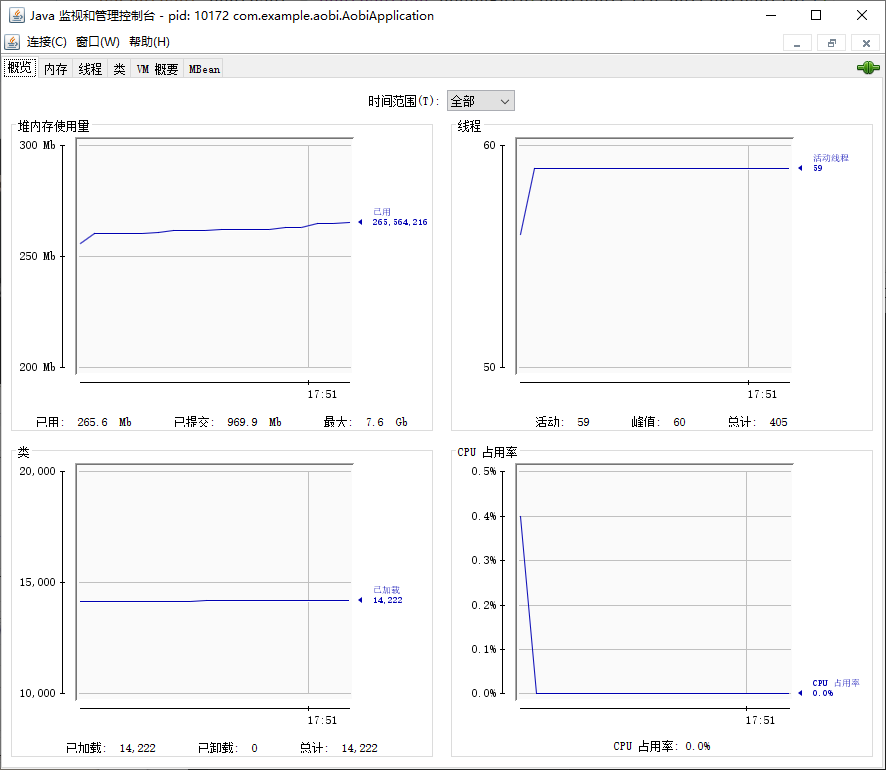 Java 监视和管理控制台 - pid: 10172 com.example.aobi.AobiApplication
连接(C) 窗口(W) 帮助(H)
概览 内存 线程 类 VM 概要 MBean
时间范围(T): 全部
堆内存使用量
300 Mb
250 Mb
200 Mb
已用
265,564,216
17:51
已用: 265.6 Mb 已提交: 969.9 Mb 最大: 7.6 Gb
线程
60
50
活动线程
59
17:51
活动: 59 峰值: 60 总计: 405
类
20,000
15,000
10,000
已加载
14,222
17:51
已加载: 14,222 已卸载: 0 总计: 14,222
CPU 占用率
0.5%
0.4%
0.3%
0.2%
0.1%
0.0%
CPU 占用率
0.0%
17:51
CPU 占用率: 0.0%